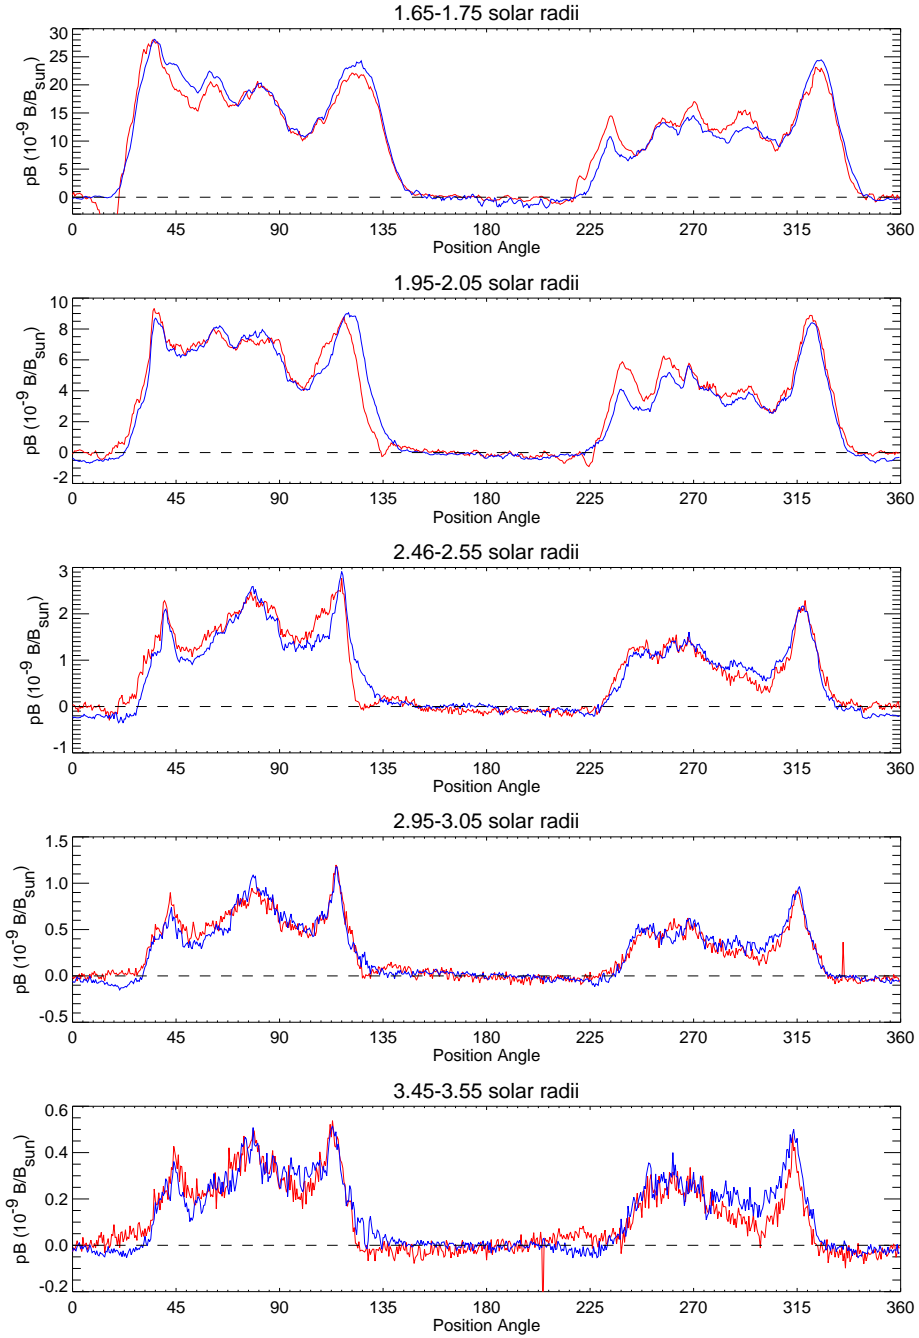 1.65-1.75 solar radii
pB (10^-9 B/B_sun)
30
25
20
15
10
5
0
0 45 90 135 180 225 270 315 360
Position Angle
1.95-2.05 solar radii
pB (10^-9 B/B_sun)
10
8
6
4
2
0
-2
0 45 90 135 180 225 270 315 360
Position Angle
2.46-2.55 solar radii
pB (10^-9 B/B_sun)
3
2
1
0
-1
0 45 90 135 180 225 270 315 360
Position Angle
2.95-3.05 solar radii
pB (10^-9 B/B_sun)
1.5
1.0
0.5
0.0
-0.5
0 45 90 135 180 225 270 315 360
Position Angle
3.45-3.55 solar radii
pB (10^-9 B/B_sun)
0.6
0.4
0.2
0.0
-0.2
0 45 90 135 180 225 270 315 360
Position Angle